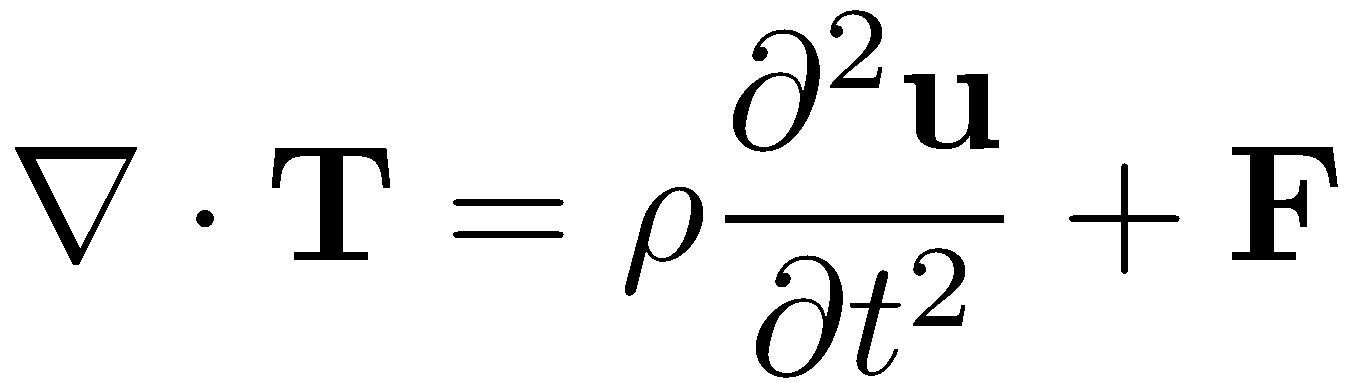 ∇ · 𝐓 = ρ ∂²𝐮/∂t² + 𝐅